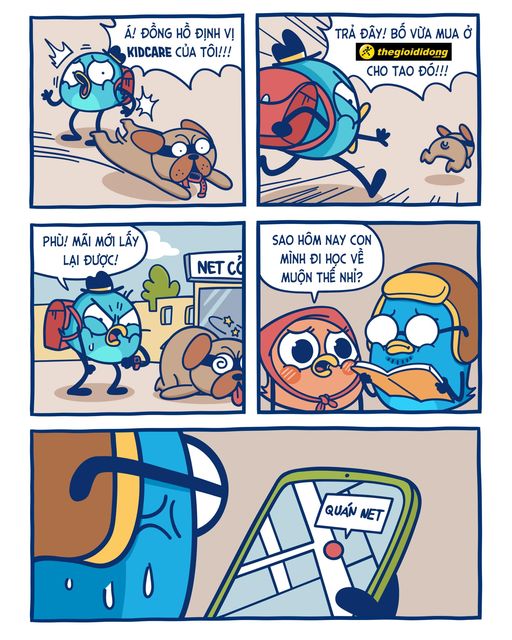 Á! ĐỒNG HỒ ĐỊNH VỊ
KIDCARE CỦA TÔI!!!
TRẢ ĐÂY! BỐ VỪA MUA Ở
thegioididong
CHO TAO ĐÓ!!!
PHÙ! MÃI MỚI LẤY
LẠI ĐƯỢC!
NET CỎ
SAO HÔM NAY CON
MÌNH ĐI HỌC VỀ
MUỘN THẾ NHỈ?
QUÁN NET